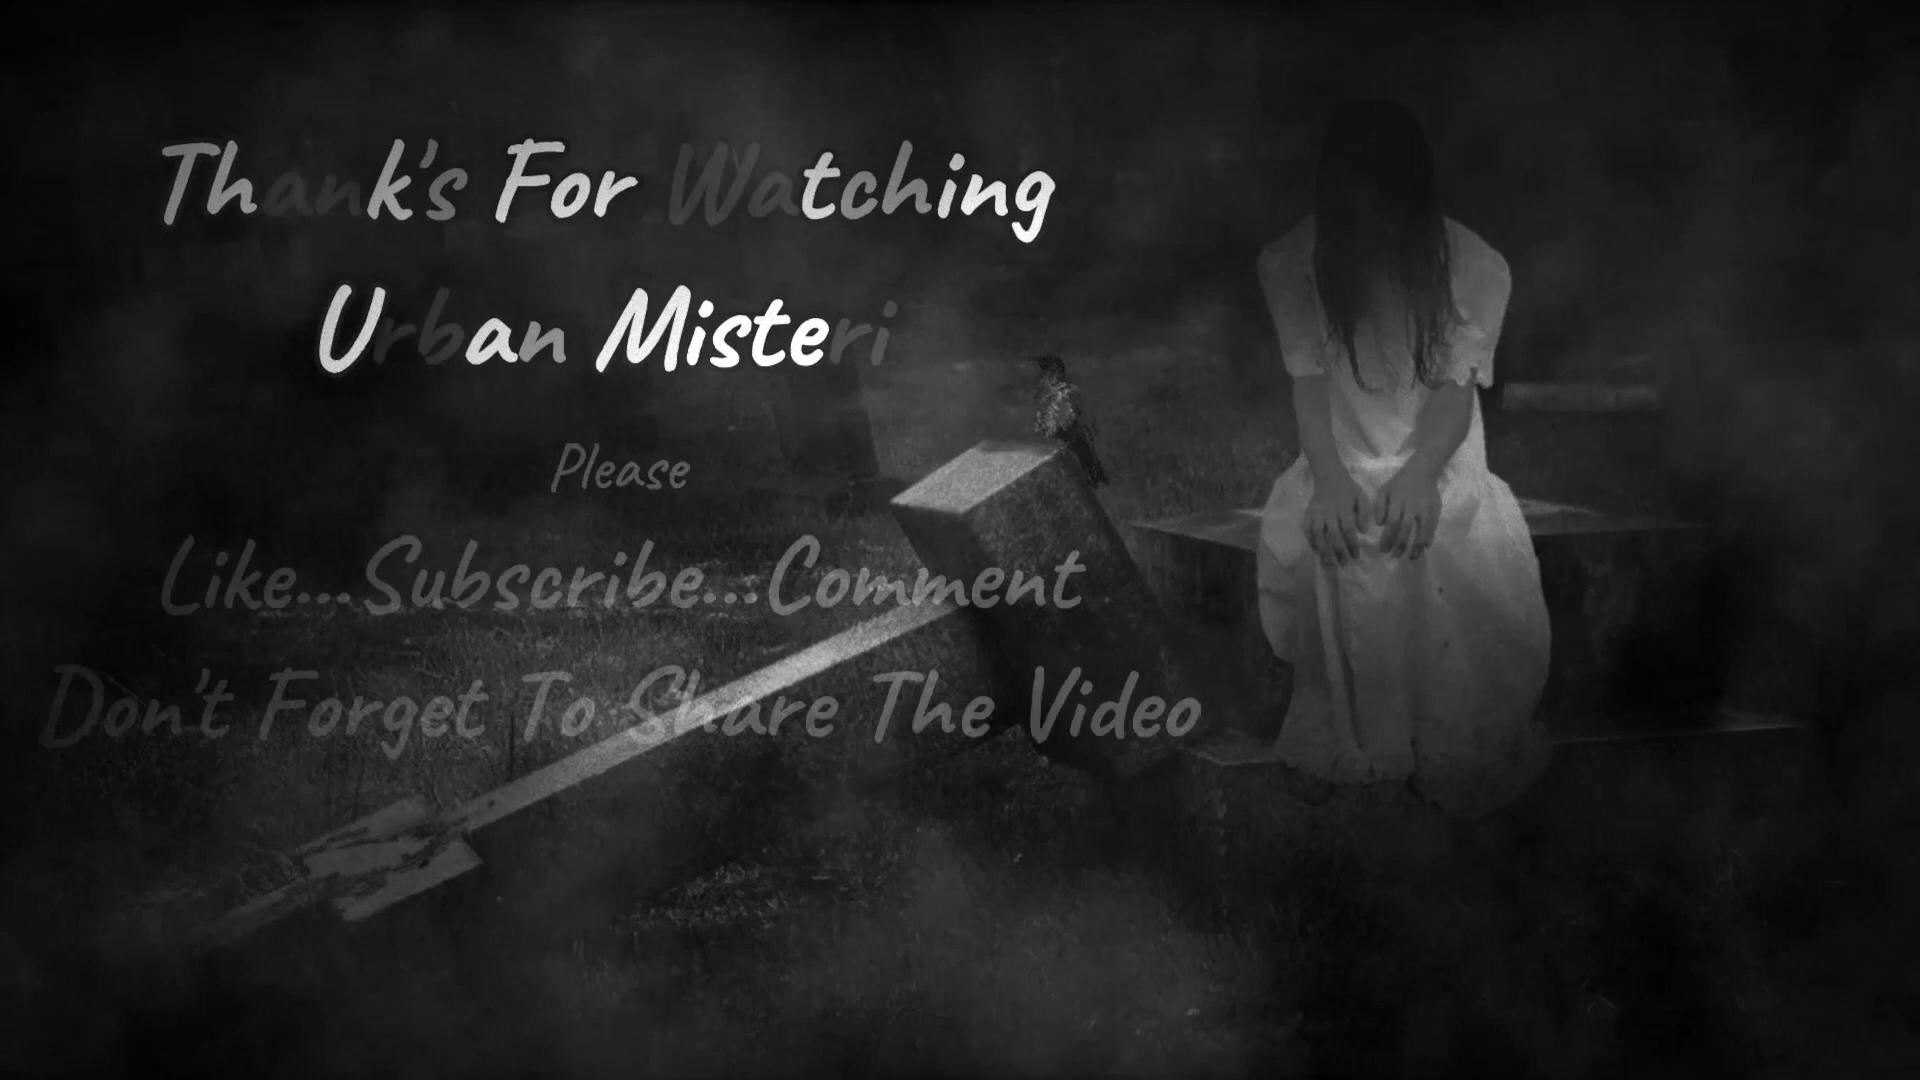 Thank's For Watching
Urban Misteri
Please
Like...Subscribe...Comment
Don't Forget To Share The Video